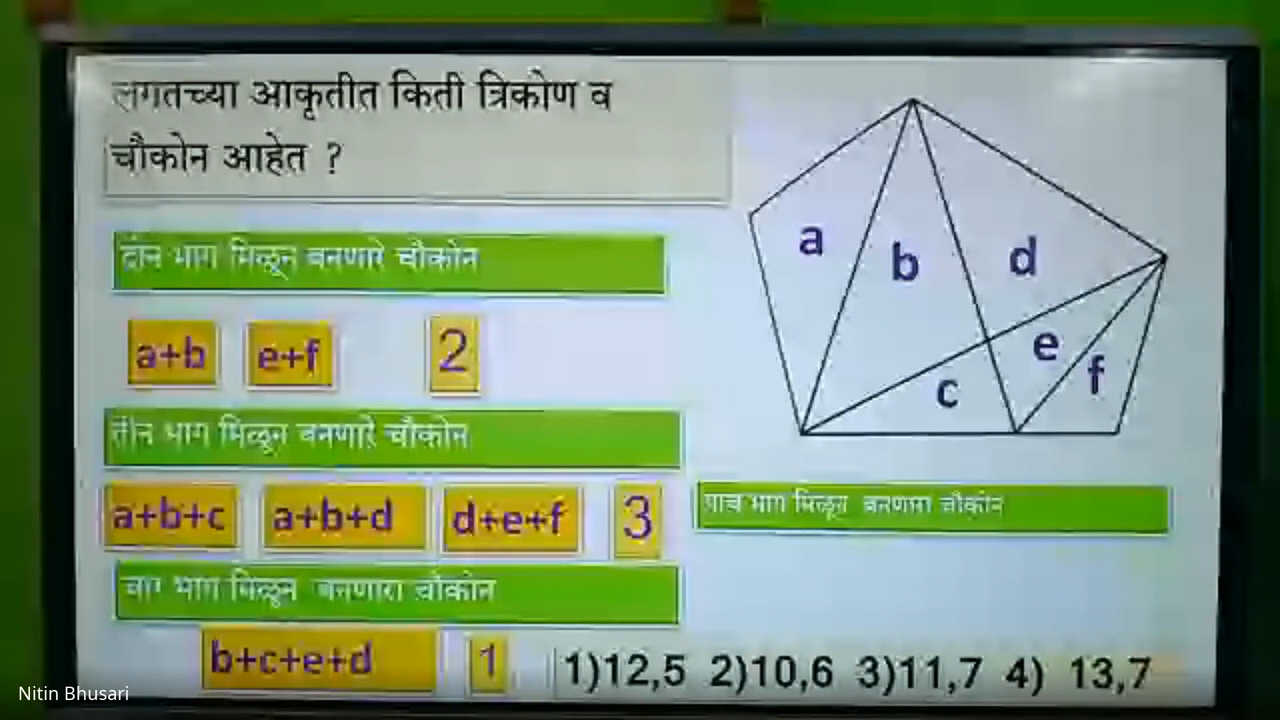 लगतच्या आकृतीत किती त्रिकोण व
चौकोन आहेत ?
दोन भाग मिळून बनणारे चौकोन
a+b e+f 2
तीन भाग मिळून बनणारे चौकोन
a+b+c a+b+d d+e+f 3
चार भाग मिळून बनणारा चौकोन
b+c+e+d 1
a b d
e
c f
पाच भाग मिळून बनणारा चौकोन
1)12,5 2)10,6 3)11,7 4) 13,7
Nitin Bhusari